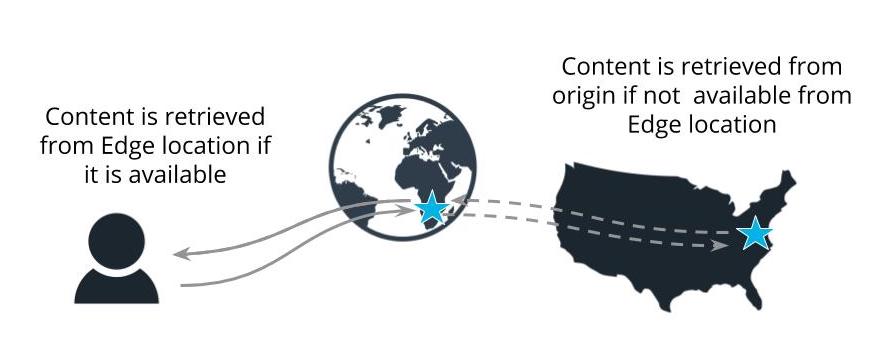 Content is retrieved
from Edge location if
it is available
Content is retrieved from
origin if not  available from
Edge location